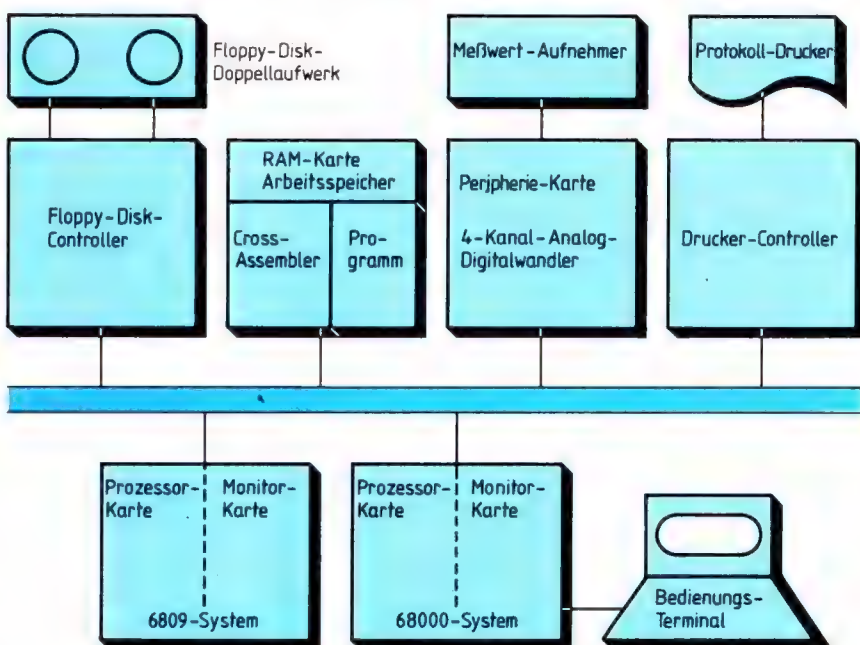 Floppy-Disk-
Doppellaufwerk
Meßwert-Aufnehmer
Protokoll-Drucker
Floppy-Disk-
Controller
RAM-Karte
Arbeitsspeicher
Cross-
Assembler
Pro-
gramm
Peripherie-Karte
4-Kanal-Analog-
Digitalwandler
Drucker-Controller
Prozessor-
Karte
Monitor-
Karte
6809-System
Prozessor-
Karte
Monitor-
Karte
68000-System
Bedienungs-
Terminal